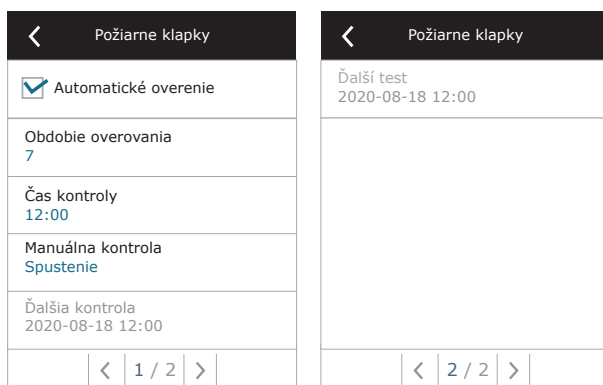 Požiarne klapky
Automatické overenie
Obdobie overovania
7
Čas kontroly
12:00
Manuálna kontrola
Spustenie
Ďalšia kontrola
2020-08-18 12:00
1 / 2
Požiarne klapky
Ďalší test
2020-08-18 12:00
2 / 2